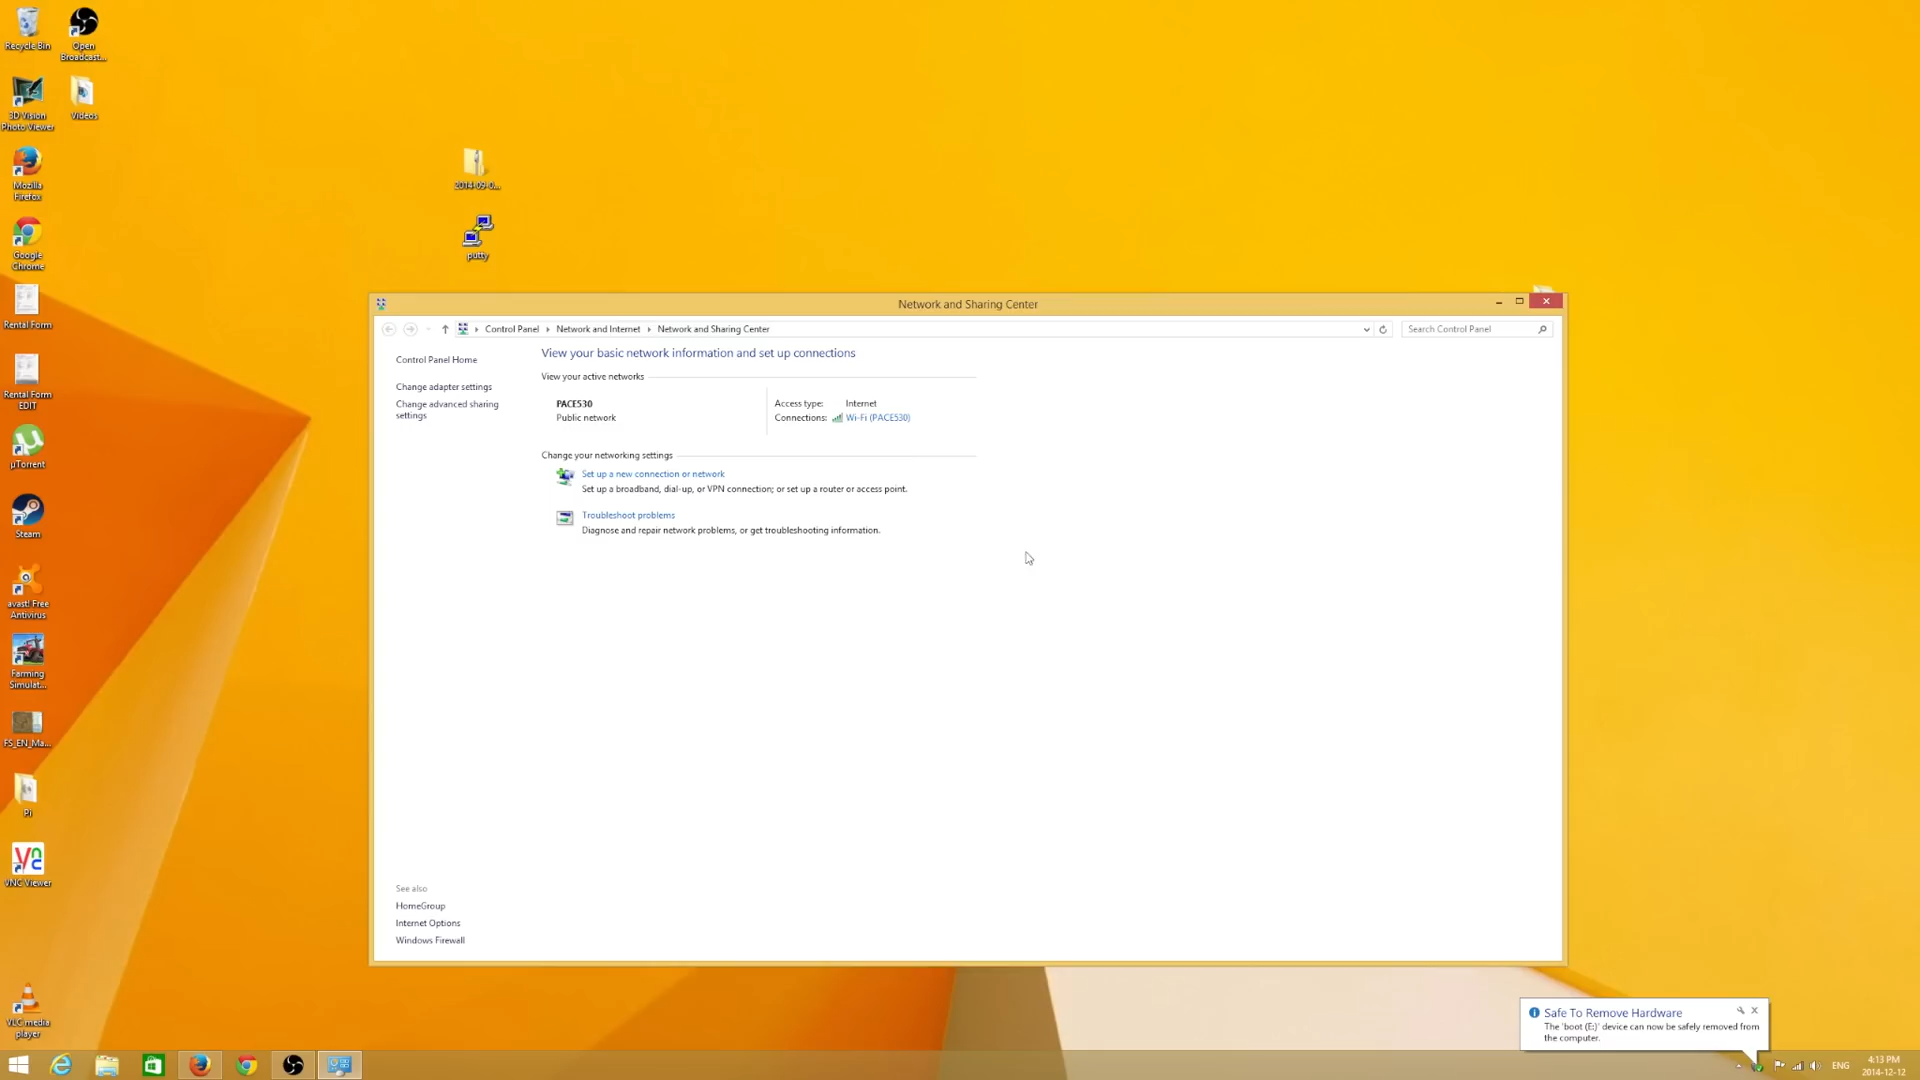 Recycle Bin
Open
Broadcast...
3D Vision
Photo Viewer
Videos
Mozilla
Firefox
Google
Chrome
Rental Form
Rental Form
EDIT
µTorrent
Steam
avast! Free
Antivirus
Farming
Simulat...
FS_EN_Ma...
Pi
VNC Viewer
VLC media
player
2014-09-0...
putty
Network and Sharing Center
Control Panel
Network and Internet
Network and Sharing Center
Search Control Panel
Control Panel Home
Change adapter settings
Change advanced sharing
settings
View your basic network information and set up connections
View your active networks
PACE530
Public network
Access type: Internet
Connections: Wi-Fi (PACE530)
Change your networking settings
Set up a new connection or network
Set up a broadband, dial-up, or VPN connection; or set up a router or access point.
Troubleshoot problems
Diagnose and repair network problems, or get troubleshooting information.
See also
HomeGroup
Internet Options
Windows Firewall
Safe To Remove Hardware
The 'boot (E:)' device can now be safely removed from
the computer.
ENG
4:13 PM
2014-12-12